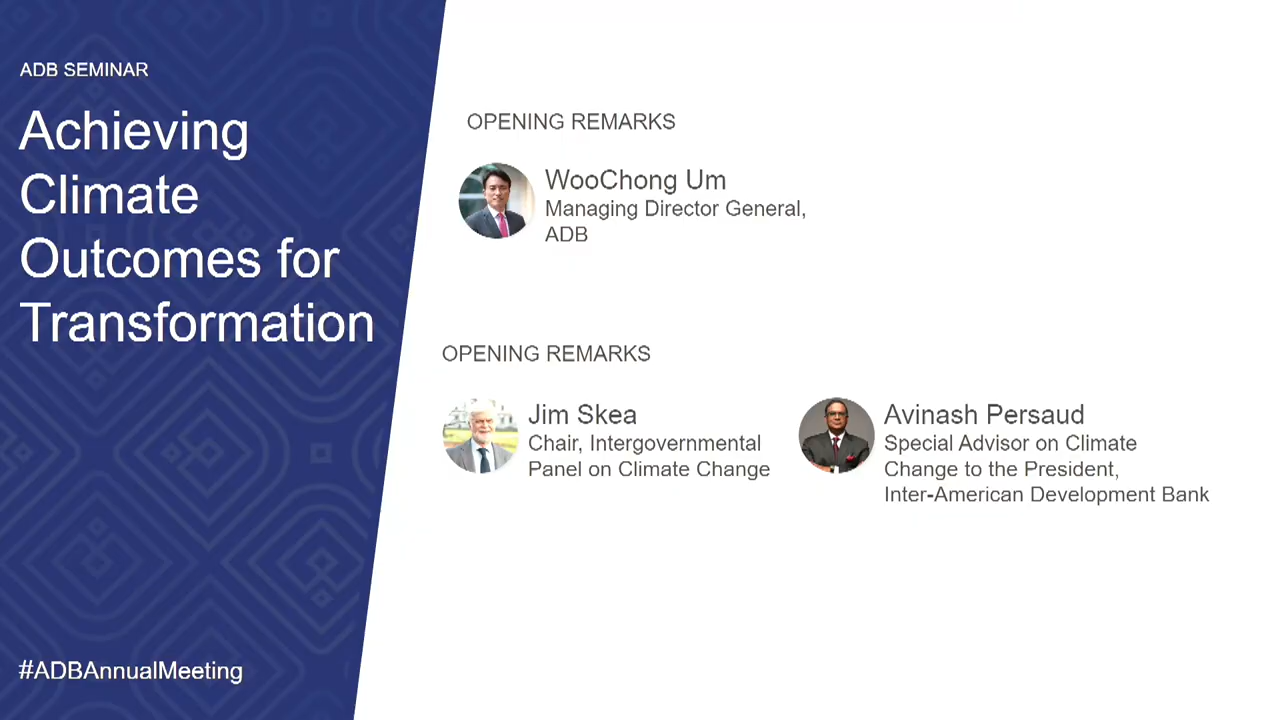 ADB SEMINAR
Achieving
Climate
Outcomes for
Transformation
#ADBAnnualMeeting
OPENING REMARKS
WooChong Um
Managing Director General,
ADB
OPENING REMARKS
Jim Skea
Chair, Intergovernmental
Panel on Climate Change
Avinash Persaud
Special Advisor on Climate
Change to the President,
Inter-American Development Bank